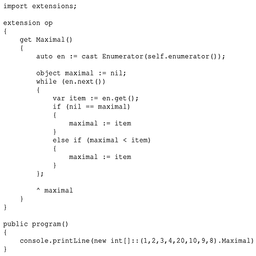 import extensions;
extension op
{
get Maximal()
{
auto en := cast Enumerator(self.enumerator());
object maximal := nil;
while (en.next())
{
var item := en.get();
if (nil == maximal)
{
maximal := item
}
else if (maximal < item)
{
maximal := item
}
};
^ maximal
}
}
public program()
{
console.printLine(new int[]::(1,2,3,4,20,10,9,8).Maximal)
}